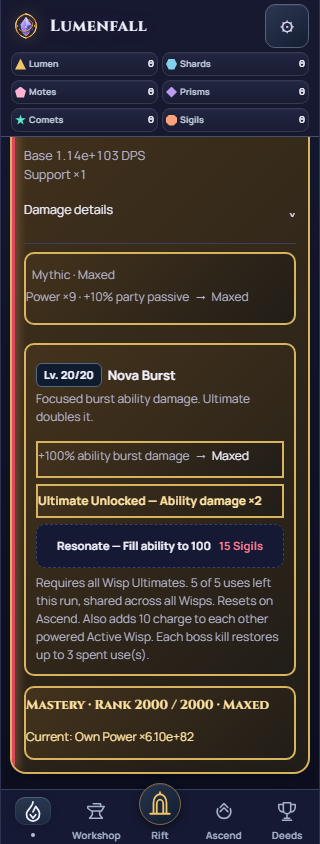 LUMENFALL
Lumen 0
Shards 0
Motes 0
Prisms 0
Comets 0
Sigils 0
Base 1.14e+103 DPS
Support ×1
Damage details
Mythic · Maxed
Power ×9 · +10% party passive → Maxed
Lv. 20/20 Nova Burst
Focused burst ability damage. Ultimate
doubles it.
+100% ability burst damage → Maxed
Ultimate Unlocked — Ability damage ×2
Resonate — Fill ability to 100 15 Sigils
Requires all Wisp Ultimates. 5 of 5 uses left
this run, shared across all Wisps. Resets on
Ascend. Also adds 10 charge to each other
powered Active Wisp. Each boss kill restores
up to 3 spent use(s).
MASTERY · RANK 2000 / 2000 · MAXED
Current: Own Power ×6.10e+82
Workshop
Rift
Ascend
Deeds